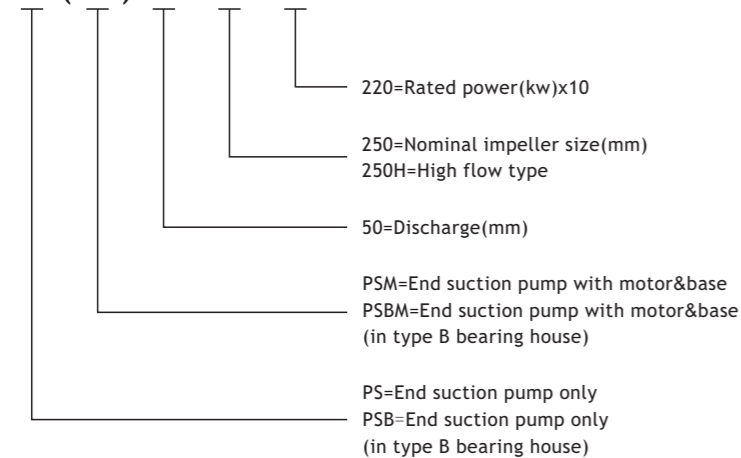 220=Rated power(kw)x10
250=Nominal impeller size(mm)
250H=High flow type
50=Discharge(mm)
PSM=End suction pump with motor&base
PSBM=End suction pump with motor&base
(in type B bearing house)
PS=End suction pump only
PSB=End suction pump only
(in type B bearing house)